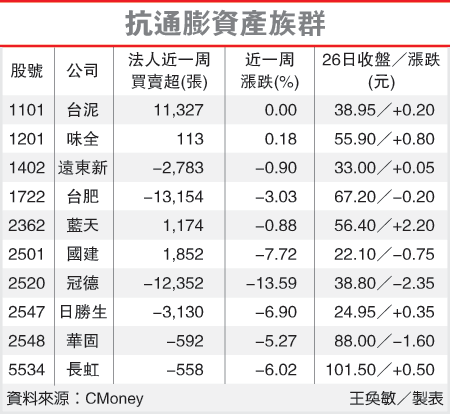 抗通膨資產族群
股號 公司 法人近一周買賣超(張) 近一周漲跌(%) 26日收盤／漲跌(元)
1101 台泥 11,327 0.00 38.95／+0.20
1201 味全 113 0.18 55.90／+0.80
1402 遠東新 −2,783 −0.90 33.00／+0.05
1722 台肥 −13,154 −3.03 67.20／−0.20
2362 藍天 1,174 −0.88 56.40／+2.20
2501 國建 1,852 −7.72 22.10／−0.75
2520 冠德 −12,352 −13.59 38.80／−2.35
2547 日勝生 −3,130 −6.90 24.95／+0.35
2548 華固 −592 −5.27 88.00／−1.60
5534 長虹 −558 −6.02 101.50／+0.50
資料來源：CMoney 王奐敏／製表